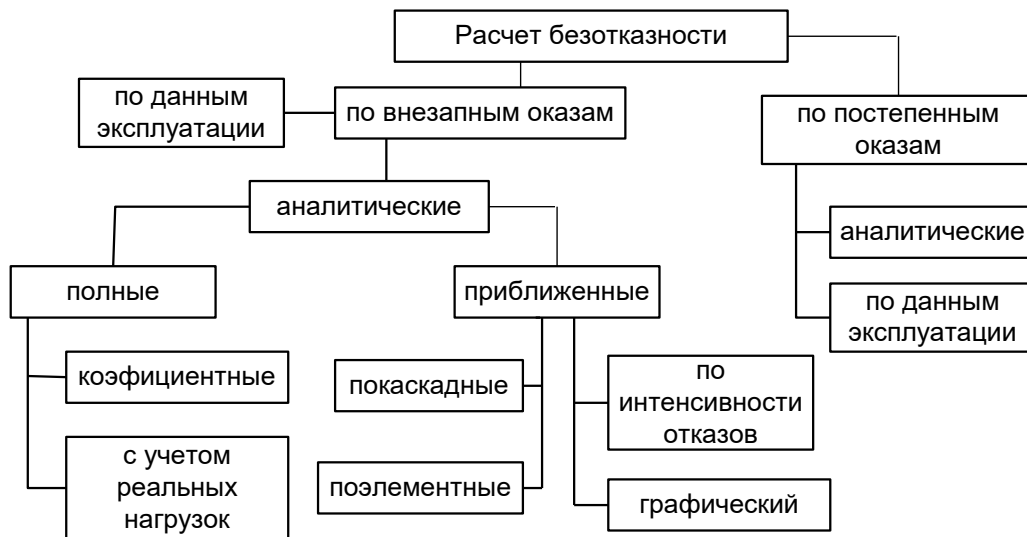 Расчет безотказности
по данным
эксплуатации
по внезапным оказам
по постепенным
оказам
аналитические
аналитические
полные
приближенные
по данным
эксплуатации
коэфициентные
покаскадные
по
интенсивности
отказов
с учетом
реальных
нагрузок
поэлементные
графический